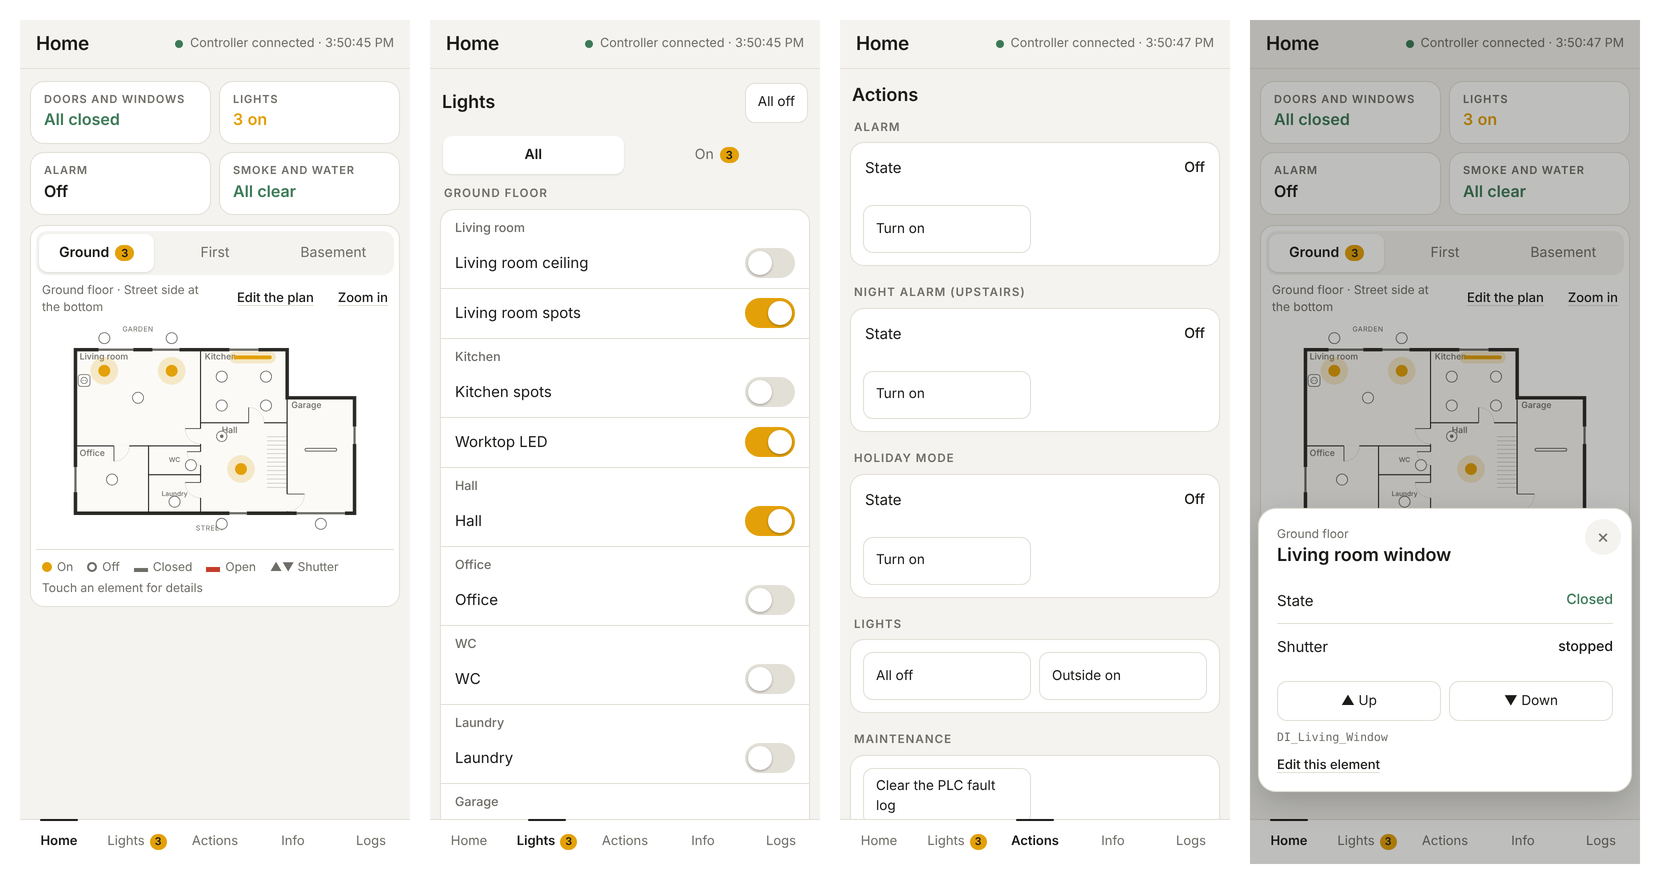 Home
Controller connected · 3:50:45 PM
DOORS AND WINDOWS
All closed
LIGHTS
3 on
ALARM
Off
SMOKE AND WATER
All clear
Ground 3
First
Basement
Ground floor · Street side at
the bottom
Edit the plan
Zoom in
GARDEN
Living room
Kitchen
Garage
Hall
Office
WC
Laundry
STREE
On
Off
Closed
Open
Shutter
Touch an element for details
Home
Lights 3
Actions
Info
Logs
Home
Controller connected · 3:50:45 PM
Lights
All off
All
On 3
GROUND FLOOR
Living room
Living room ceiling
Living room spots
Kitchen
Kitchen spots
Worktop LED
Hall
Hall
Office
Office
WC
WC
Laundry
Laundry
Garage
Home
Lights 3
Actions
Info
Logs
Home
Controller connected · 3:50:47 PM
Actions
ALARM
State
Off
Turn on
NIGHT ALARM (UPSTAIRS)
State
Off
Turn on
HOLIDAY MODE
State
Off
Turn on
LIGHTS
All off
Outside on
MAINTENANCE
Clear the PLC fault
log
Home
Lights 3
Actions
Info
Logs
Home
Controller connected · 3:50:47 PM
DOORS AND WINDOWS
All closed
LIGHTS
3 on
ALARM
Off
SMOKE AND WATER
All clear
Ground 3
First
Basement
Ground floor · Street side at
the bottom
Edit the plan
Zoom in
GARDEN
Living room
Kitchen
Garage
Hall
Office
WC
Laundry
Ground floor
Living room window
State
Closed
Shutter
stopped
▲ Up
▼ Down
DI_Living_Window
Edit this element
Home
Lights 3
Actions
Info
Logs